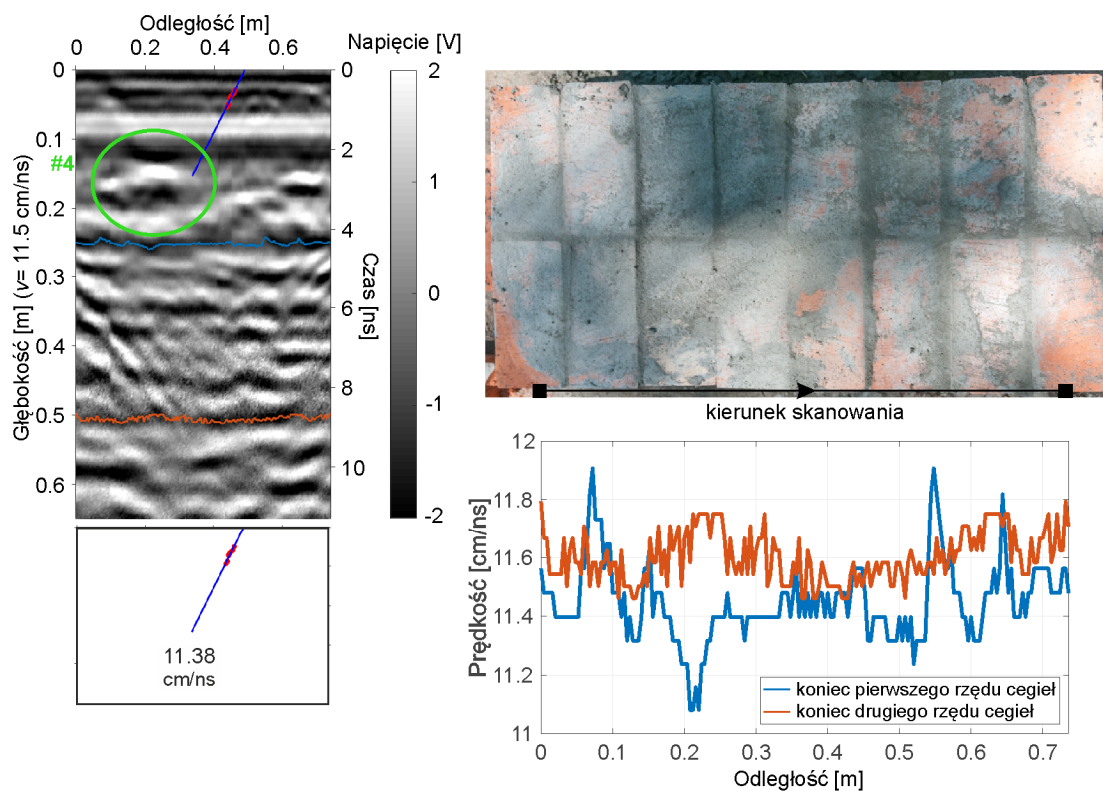 Odległość [m]
0 0.2 0.4 0.6
Napięcie [V]
0
0.1
0.2
0.3
0.4
0.5
0.6
Głębokość [m] (v= 11.5 cm/ns)
#4
0
2
4
6
8
10
Czas [ns]
2
1
0
-1
-2
11.38
cm/ns
kierunek skanowania
12
11.8
11.6
11.4
11.2
11
Prędkość [cm/ns]
koniec pierwszego rzędu cegieł
koniec drugiego rzędu cegieł
0 0.1 0.2 0.3 0.4 0.5 0.6 0.7
Odległość [m]